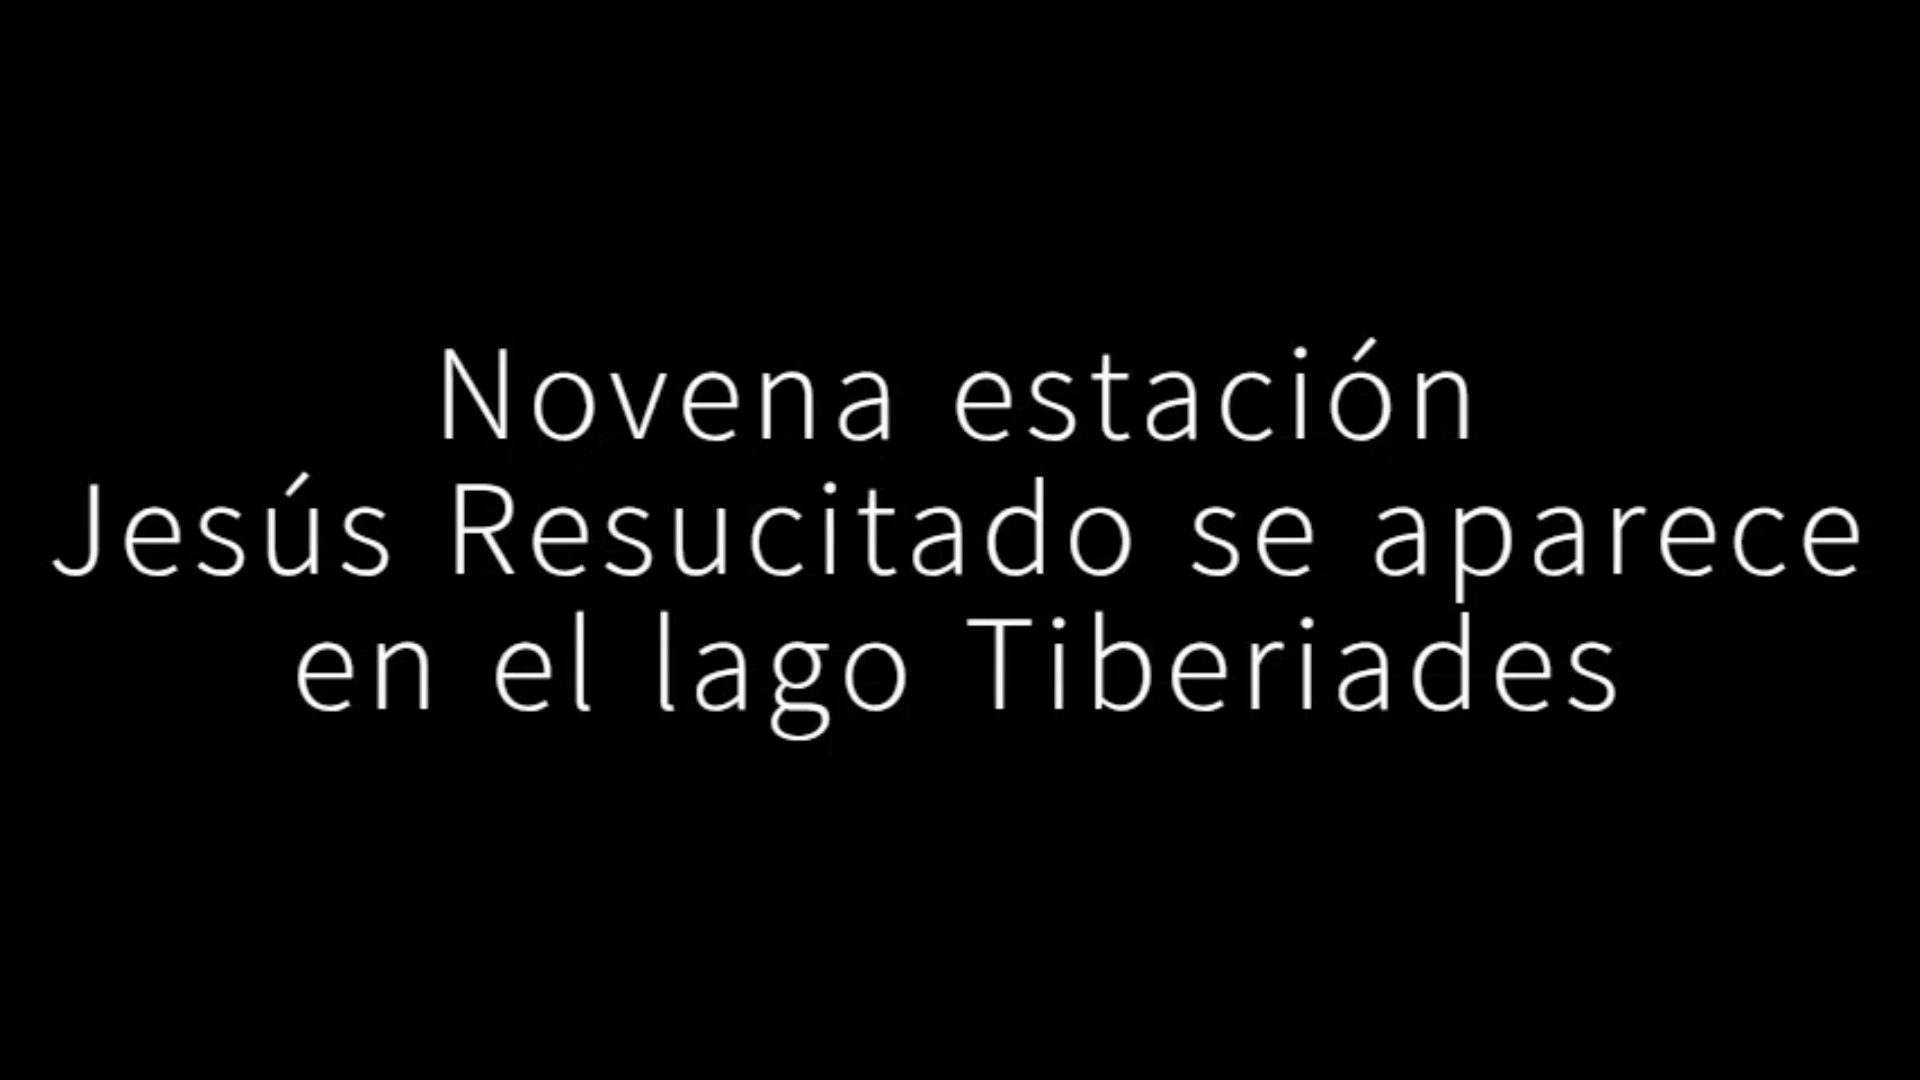 Novena estación
Jesús Resucitado se aparece
en el lago Tiberiades